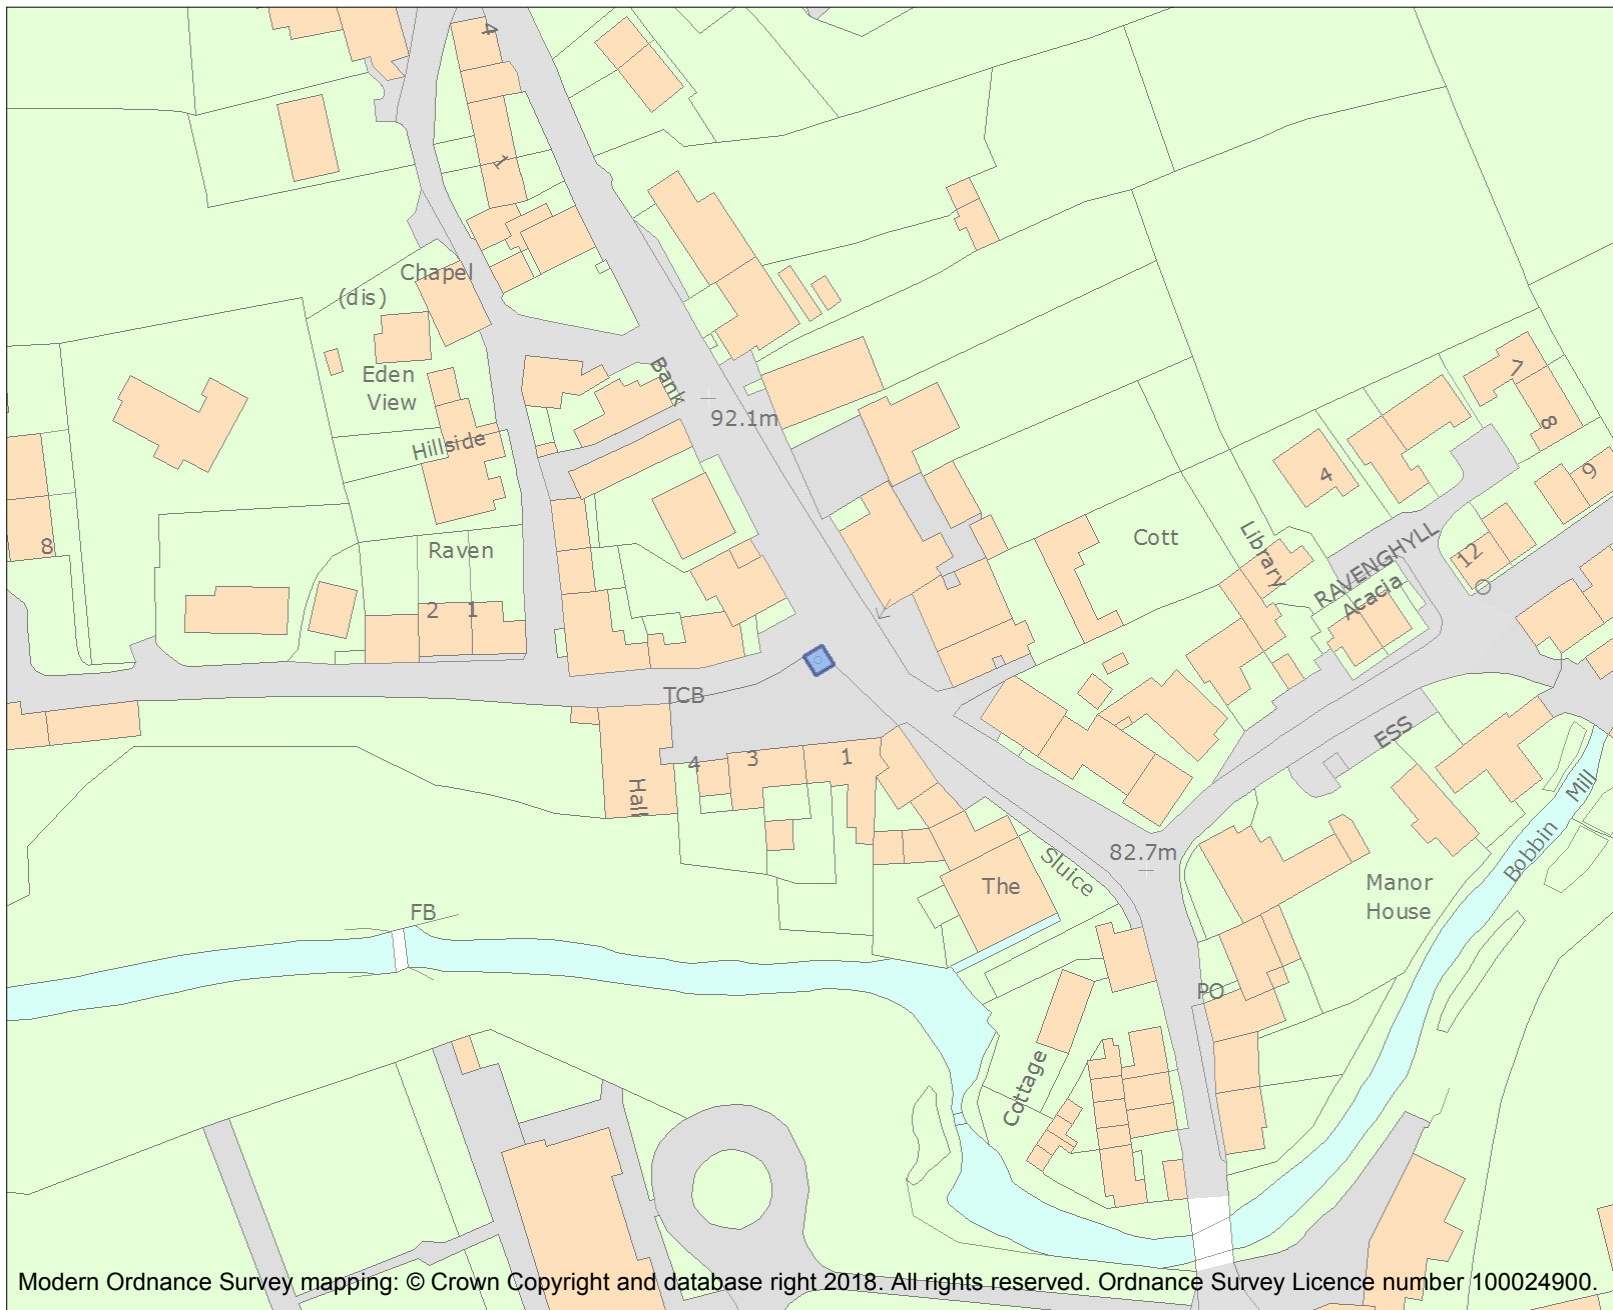 4
1
Chapel
(dis)
Eden
View
Hillside
Bank
92.1m
8
Raven
2
1
Cott
Library
4
7
8
9
12
RAVENGHYLL
Acacia
TCB
Hall
4
3
1
ESS
Mill
Bobbin
82.7m
Sluice
The
Manor
House
FB
PO
Cottage
Modern Ordnance Survey mapping: © Crown Copyright and database right 2018. All rights reserved. Ordnance Survey Licence number 100024900.